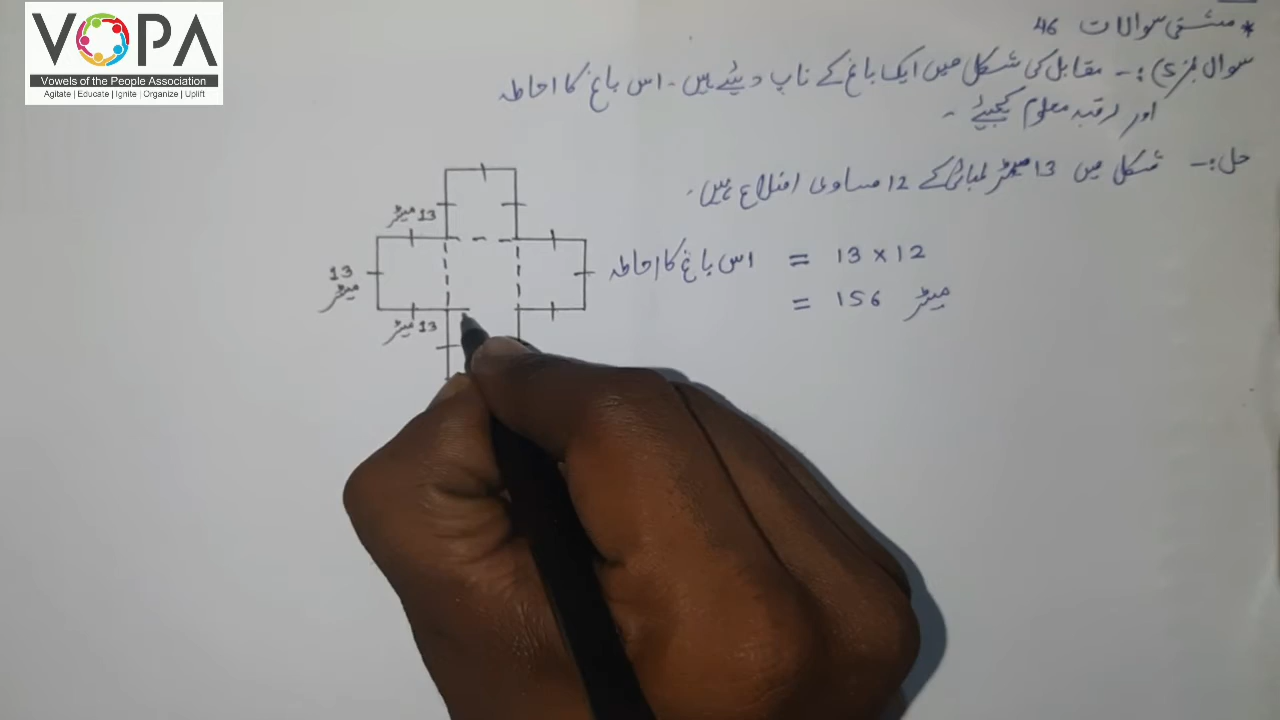 VOPA
Vowels of the People Association
Agitate | Educate | Ignite | Organize | Uplift
* مشقی سوالات 46
سوال نمبر 5) :- مقابل کی شکل میں ایک باغ کے ناپ دیئے ہیں۔ اس باغ کا احاطہ
اور رقبہ معلوم کیجیئے۔
حل :- شکل میں 13 میٹر لمبائی کے 12 مساوی اضلاع ہیں۔
13 میٹر
13
میٹر
13 میٹر
اس باغ کا احاطہ = 13 × 12
= 156 میٹر